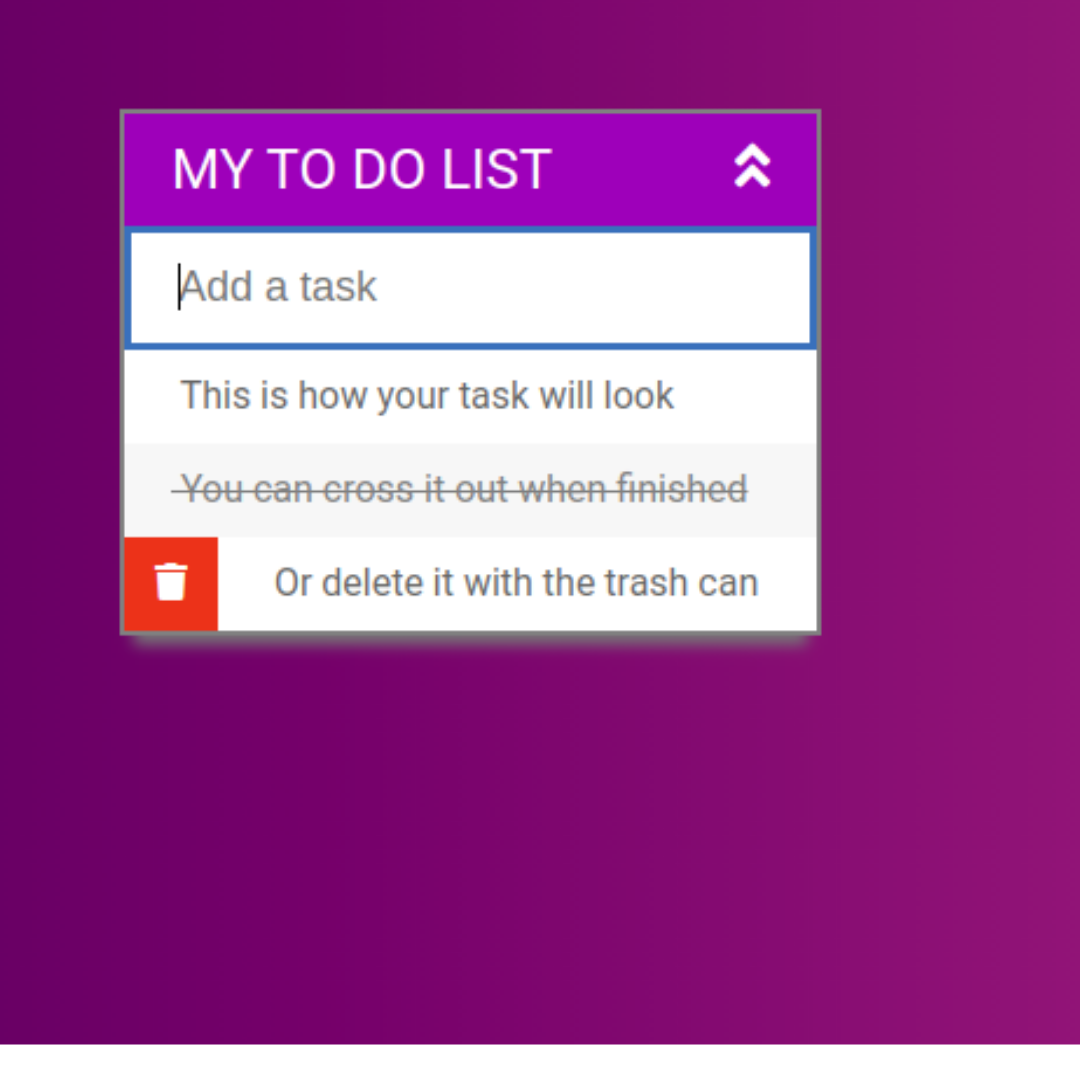 MY TO DO LIST
Add a task
This is how your task will look
You can cross it out when finished
Or delete it with the trash can